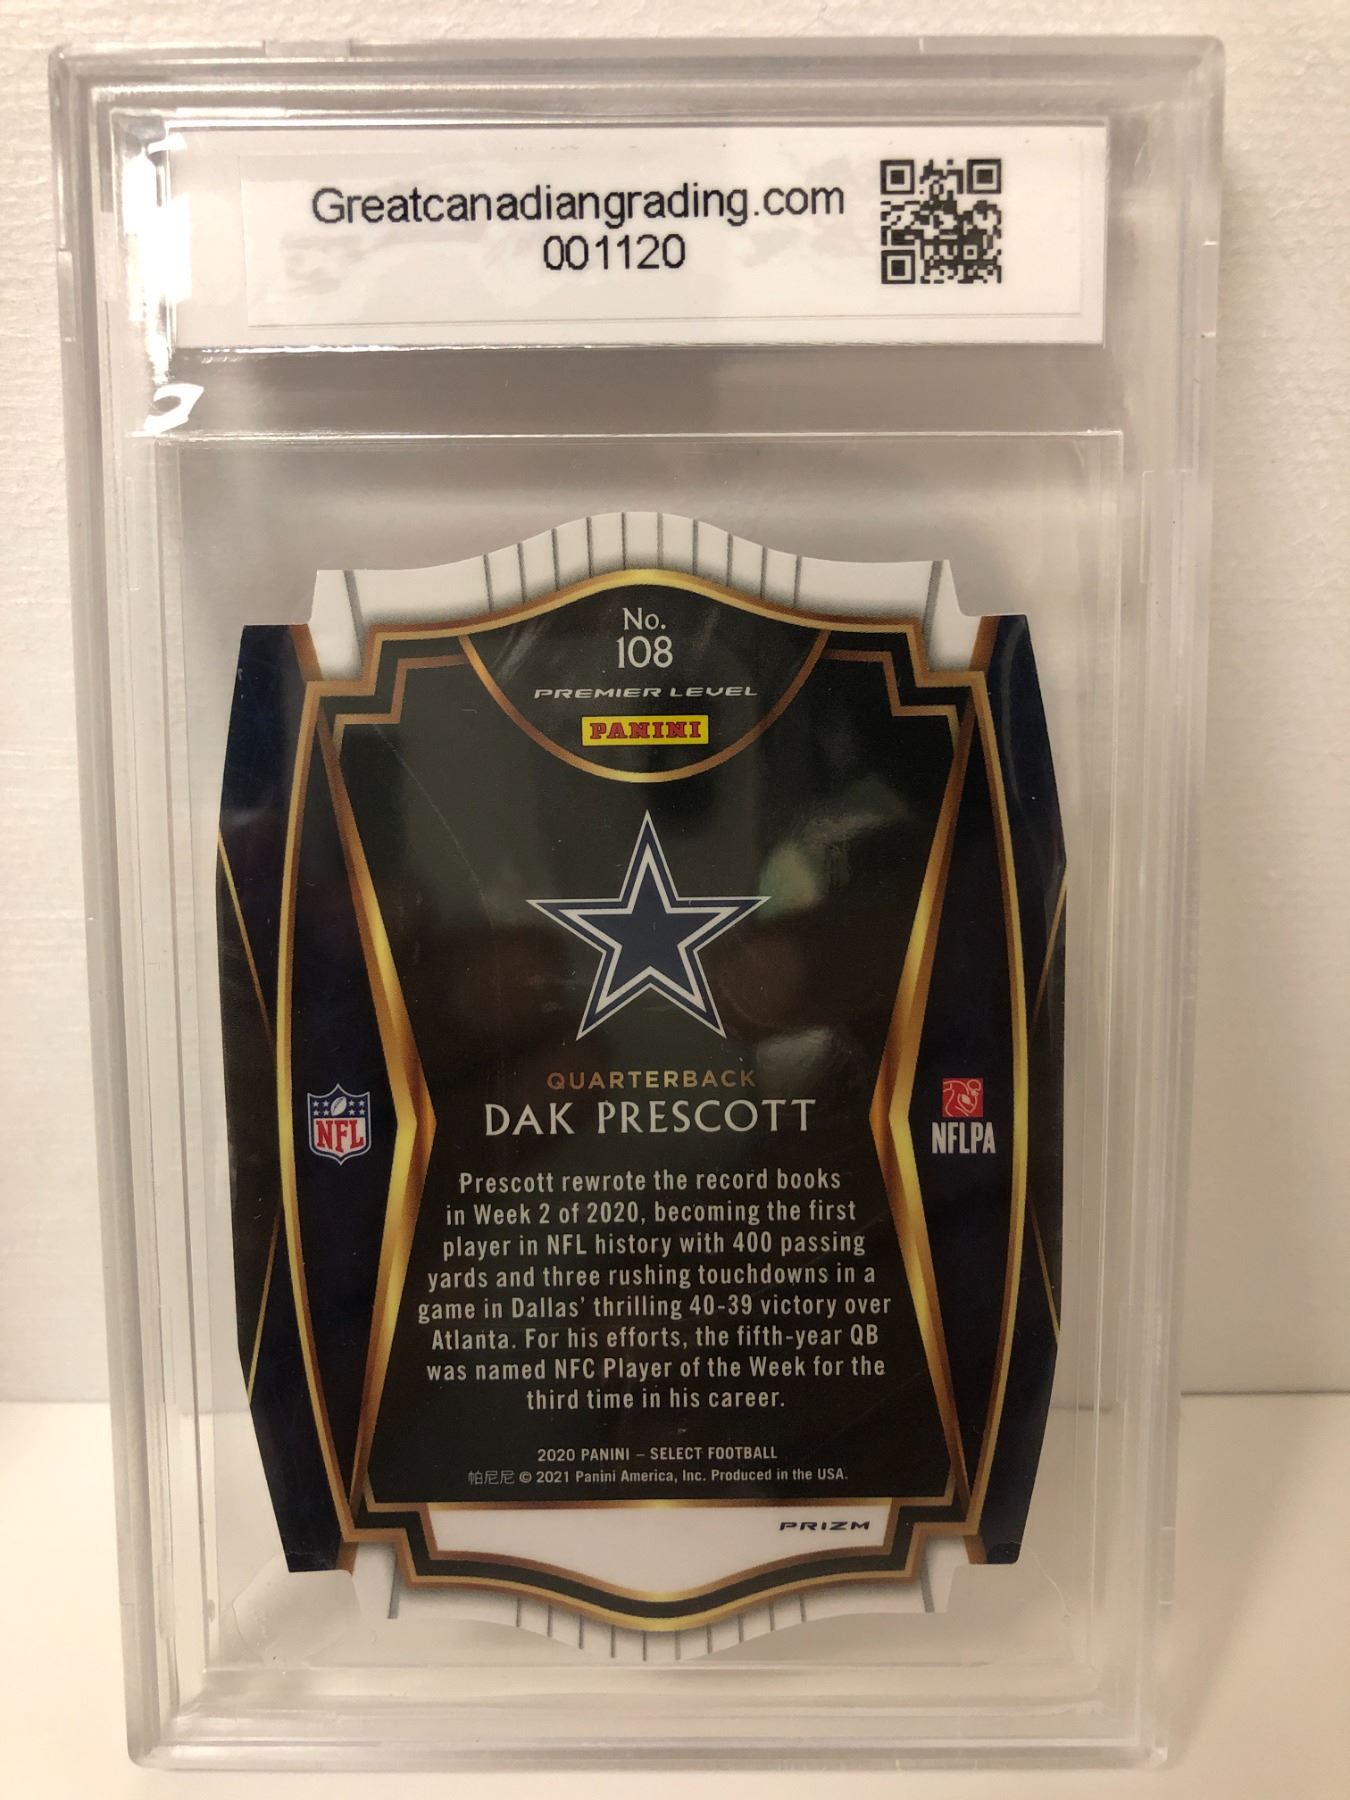 Greatcanadiangrading.com
001120
No.
108
PREMIER LEVEL
PANINI
QUARTERBACK
DAK PRESCOTT
NFL
NFLPA
Prescott rewrote the record books
in Week 2 of 2020, becoming the first
player in NFL history with 400 passing
yards and three rushing touchdowns in a
game in Dallas' thrilling 40-39 victory over
Atlanta. For his efforts, the fifth-year QB
was named NFC Player of the Week for the
third time in his career.
2020 PANINI – SELECT FOOTBALL
帕尼尼 © 2021 Panini America, Inc. Produced in the USA.
PRIZM